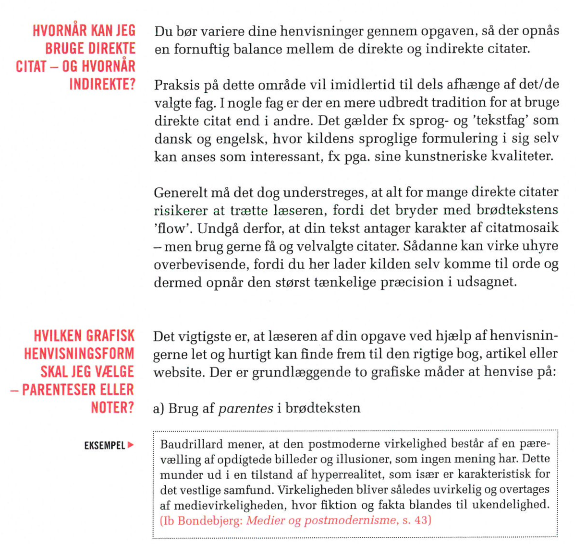 HVORNÅR KAN JEG
BRUGE DIREKTE
CITAT – OG HVORNÅR
INDIREKTE?
Du bør variere dine henvisninger gennem opgaven, så der opnås
en fornuftig balance mellem de direkte og indirekte citater.
Praksis på dette område vil imidlertid til dels afhænge af det/de
valgte fag. I nogle fag er der en mere udbredt tradition for at bruge
direkte citat end i andre. Det gælder fx sprog- og 'tekstfag' som
dansk og engelsk, hvor kildens sproglige formulering i sig selv
kan anses som interessant, fx pga. sine kunstneriske kvaliteter.
Generelt må det dog understreges, at alt for mange direkte citater
risikerer at trætte læseren, fordi det bryder med brødtekstens
'flow'. Undgå derfor, at din tekst antager karakter af citatmosaik
– men brug gerne få og velvalgte citater. Sådanne kan virke uhyre
overbevisende, fordi du her lader kilden selv komme til orde og
dermed opnår den størst tænkelige præcision i udsagnet.
HVILKEN GRAFISK
HENVISNINGSFORM
SKAL JEG VÆLGE
– PARENTESER ELLER
NOTER?
Det vigtigste er, at læseren af din opgave ved hjælp af henvisnin-
gerne let og hurtigt kan finde frem til den rigtige bog, artikel eller
website. Der er grundlæggende to grafiske måder at henvise på:
a) Brug af parentes i brødteksten
EKSEMPEL ►
Baudrillard mener, at den postmoderne virkelighed består af en pære-
vælling af opdigtede billeder og illusioner, som ingen mening har. Dette
munder ud i en tilstand af hyperrealitet, som især er karakteristisk for
det vestlige samfund. Virkeligheden bliver således uvirkelig og overtages
af medievirkeligheden, hvor fiktion og fakta blandes til ukendelighed.
(Ib Bondebjerg: Medier og postmodernisme, s. 43)